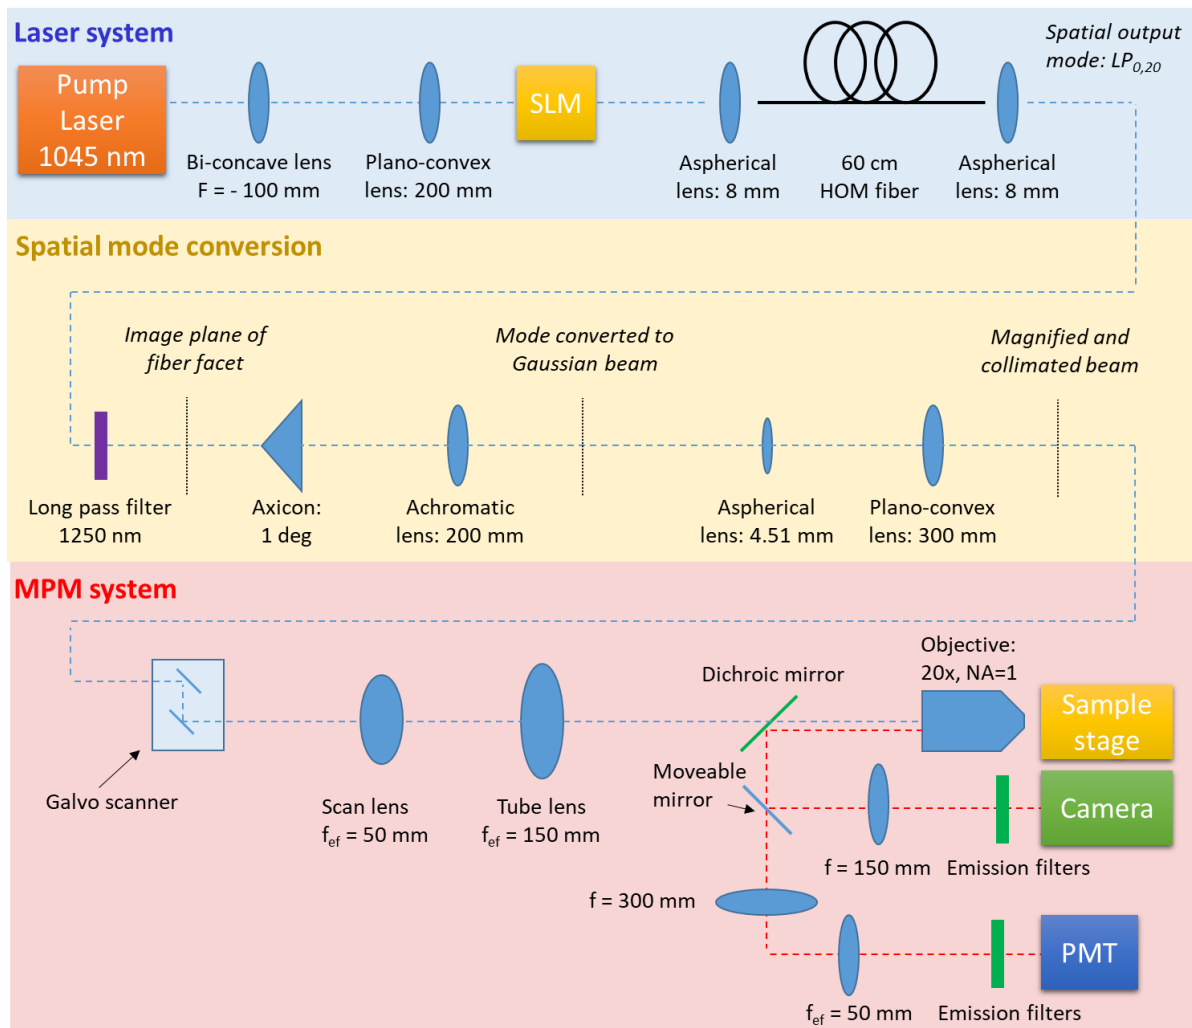 Laser system
Pump
Laser
1045 nm
Bi-concave lens
F = - 100 mm
Plano-convex
lens: 200 mm
SLM
Aspherical
lens: 8 mm
60 cm
HOM fiber
Aspherical
lens: 8 mm
Spatial output
mode: LP0,20
Spatial mode conversion
Image plane of
fiber facet
Mode converted to
Gaussian beam
Magnified and
collimated beam
Long pass filter
1250 nm
Axicon:
1 deg
Achromatic
lens: 200 mm
Aspherical
lens: 4.51 mm
Plano-convex
lens: 300 mm
MPM system
Galvo scanner
Scan lens
fef = 50 mm
Tube lens
fef = 150 mm
Dichroic mirror
Objective:
20x, NA=1
Sample
stage
Moveable
mirror
Camera
f = 150 mm
Emission filters
f = 300 mm
PMT
fef = 50 mm
Emission filters